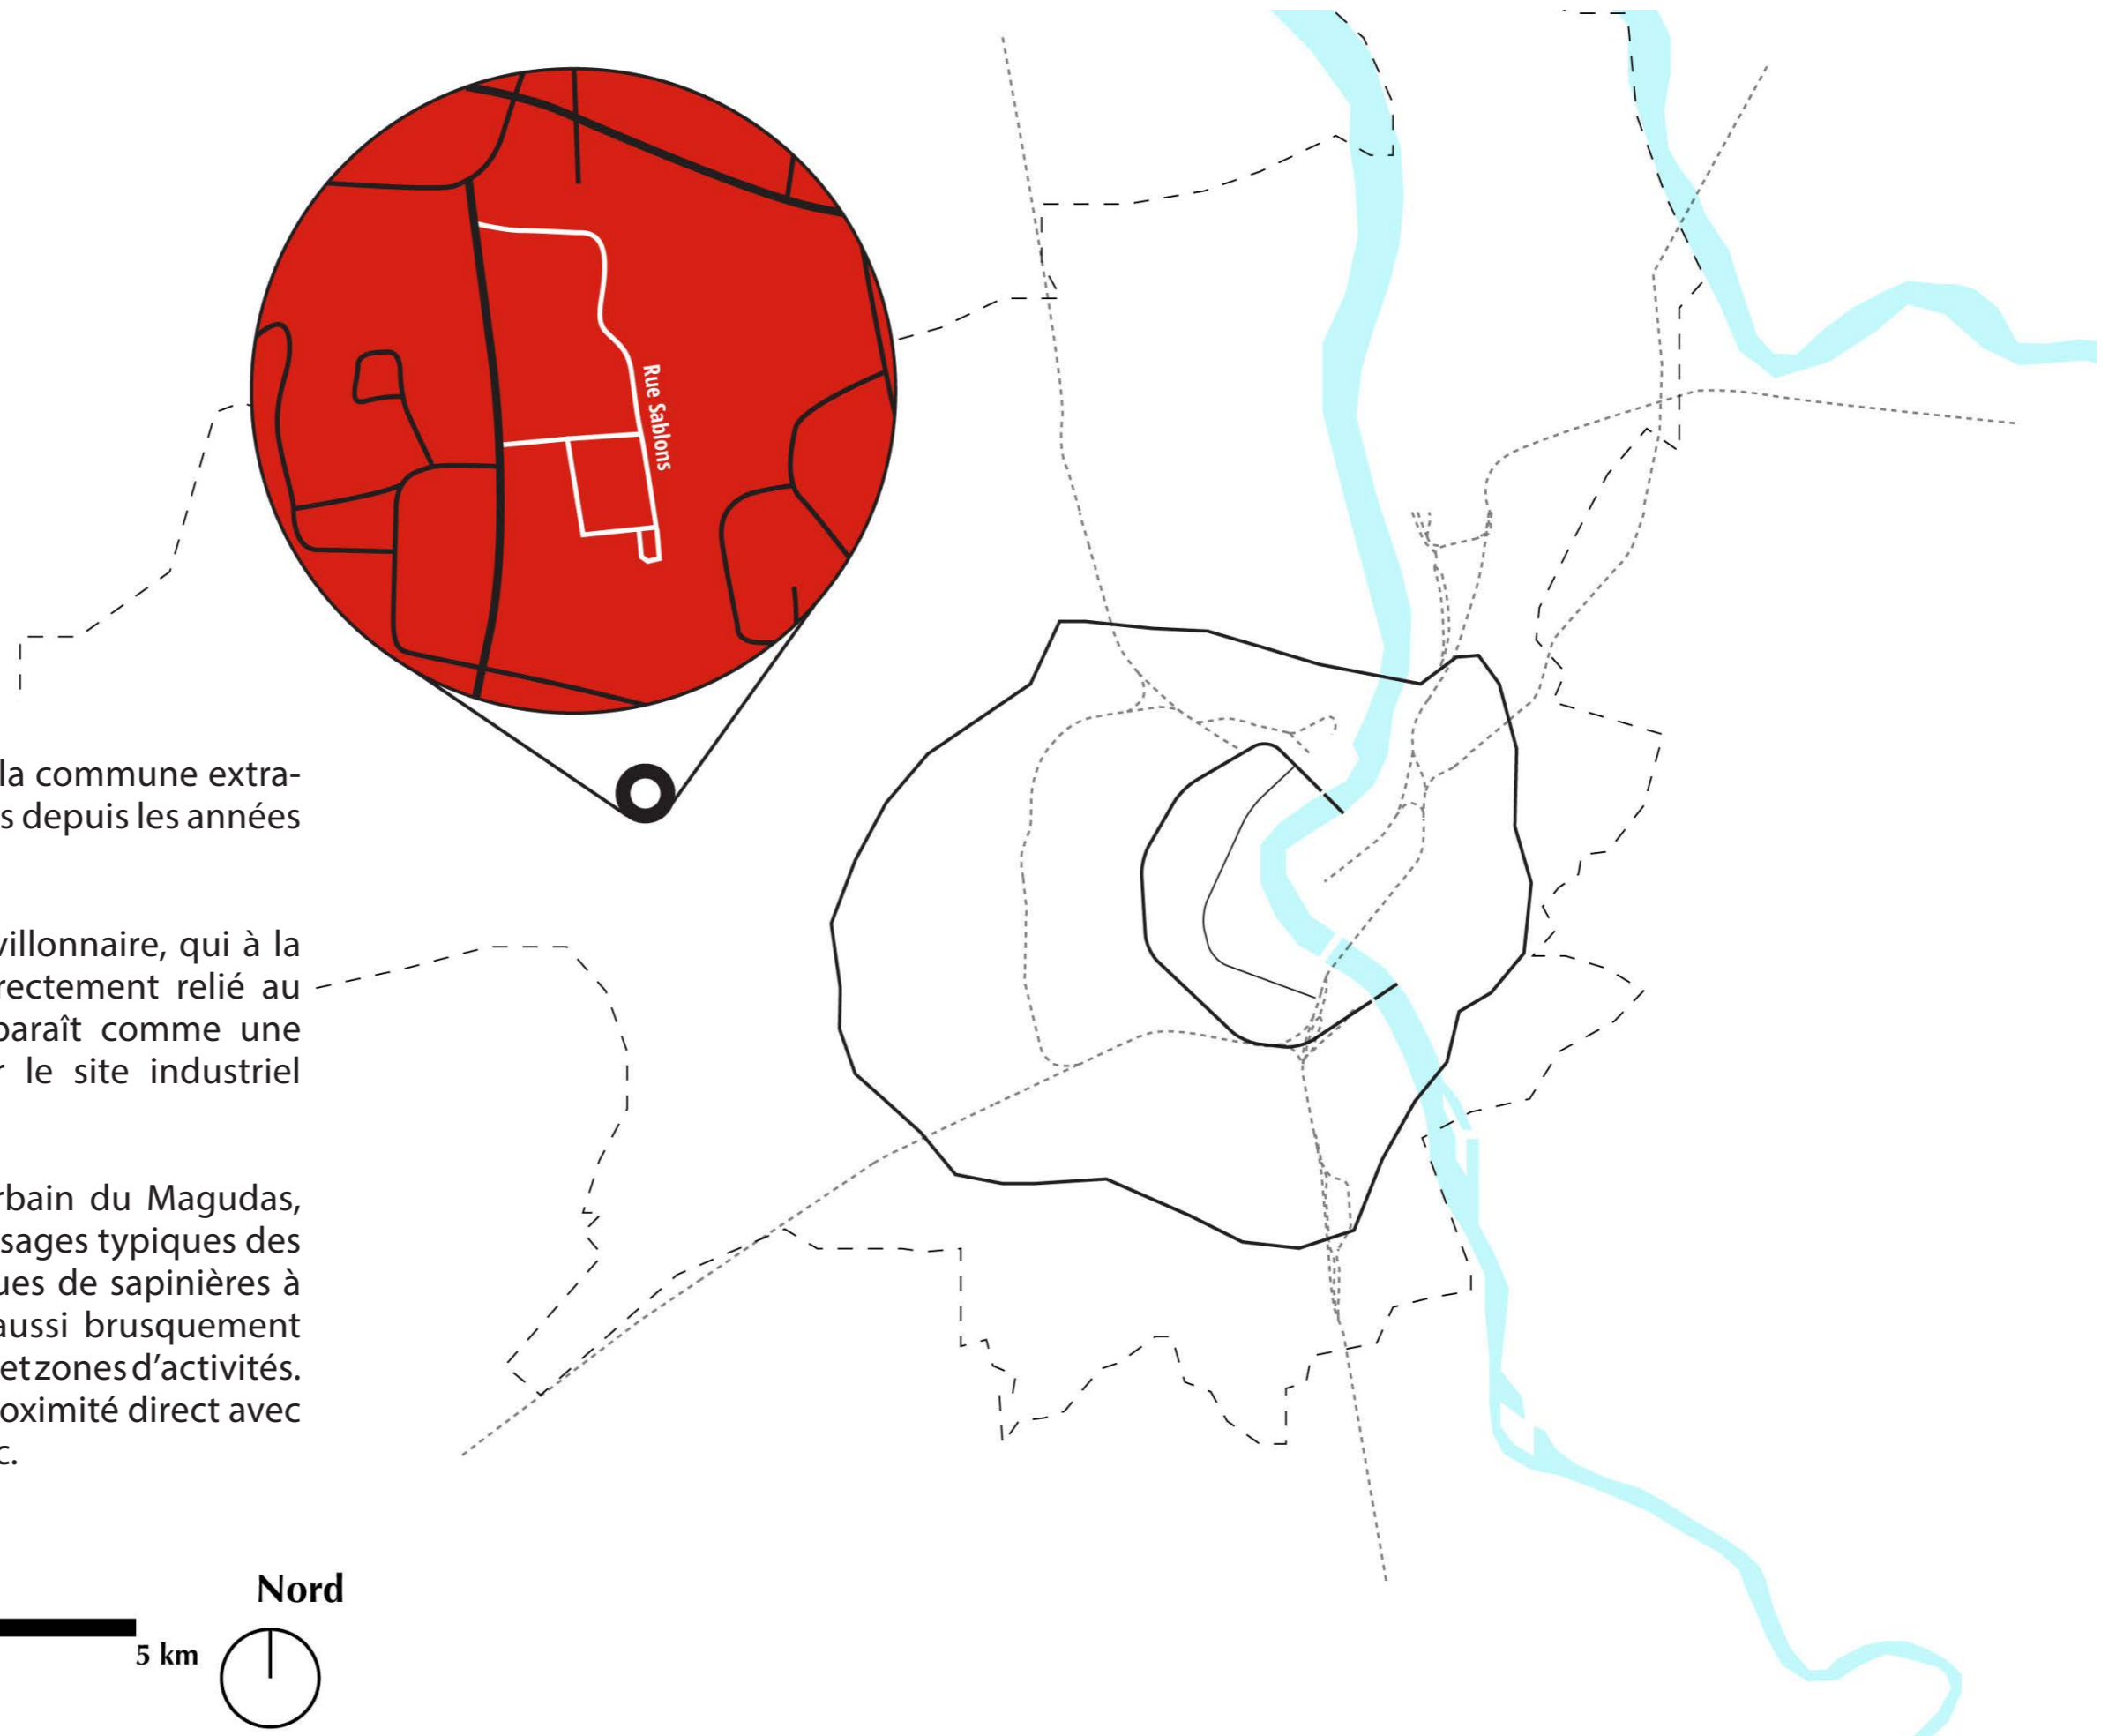 la commune extra-
s depuis les années
villonnaire, qui à la
rectement relié au
paraît comme une
r le site industriel
rbain du Magudas,
sages typiques des
ues de sapinières à
aussi brusquement
et zones d'activités.
oximité direct avec
c.
Rue Sablons
Nord
5 km